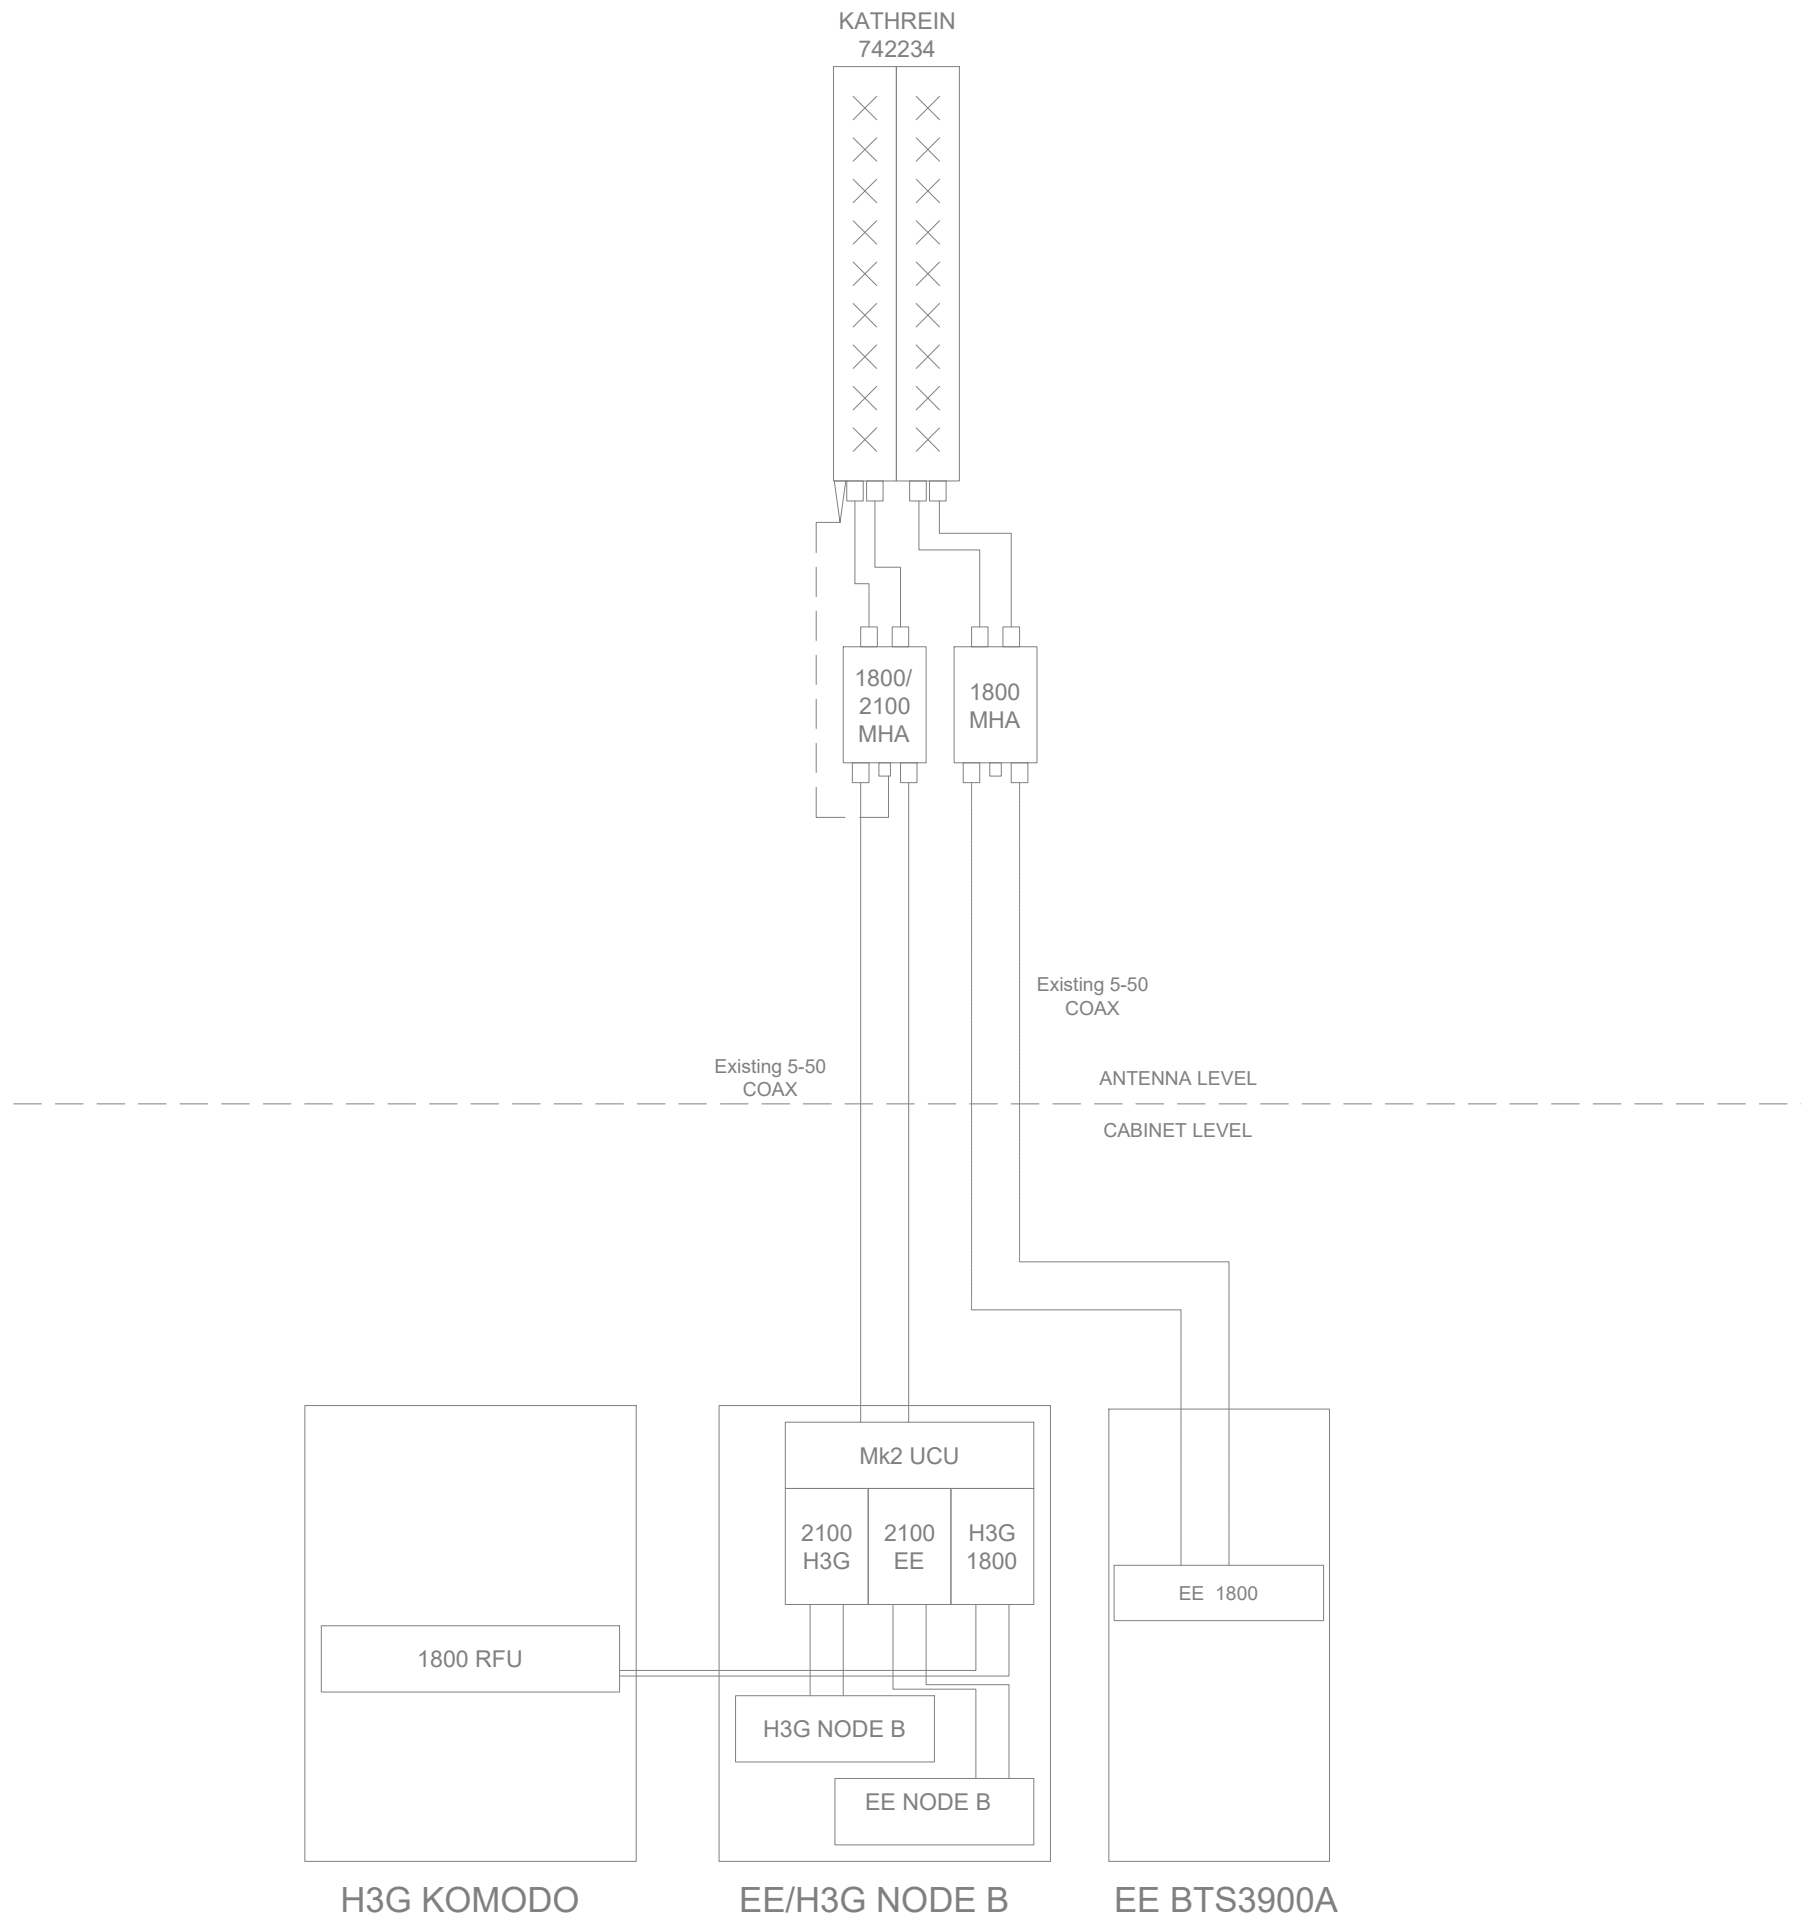 KATHREIN
742234
1800/
2100
MHA
1800
MHA
Existing 5-50
COAX
Existing 5-50
COAX
ANTENNA LEVEL
CABINET LEVEL
Mk2 UCU
2100
H3G
2100
EE
H3G
1800
EE 1800
1800 RFU
H3G NODE B
EE NODE B
H3G KOMODO
EE/H3G NODE B
EE BTS3900A